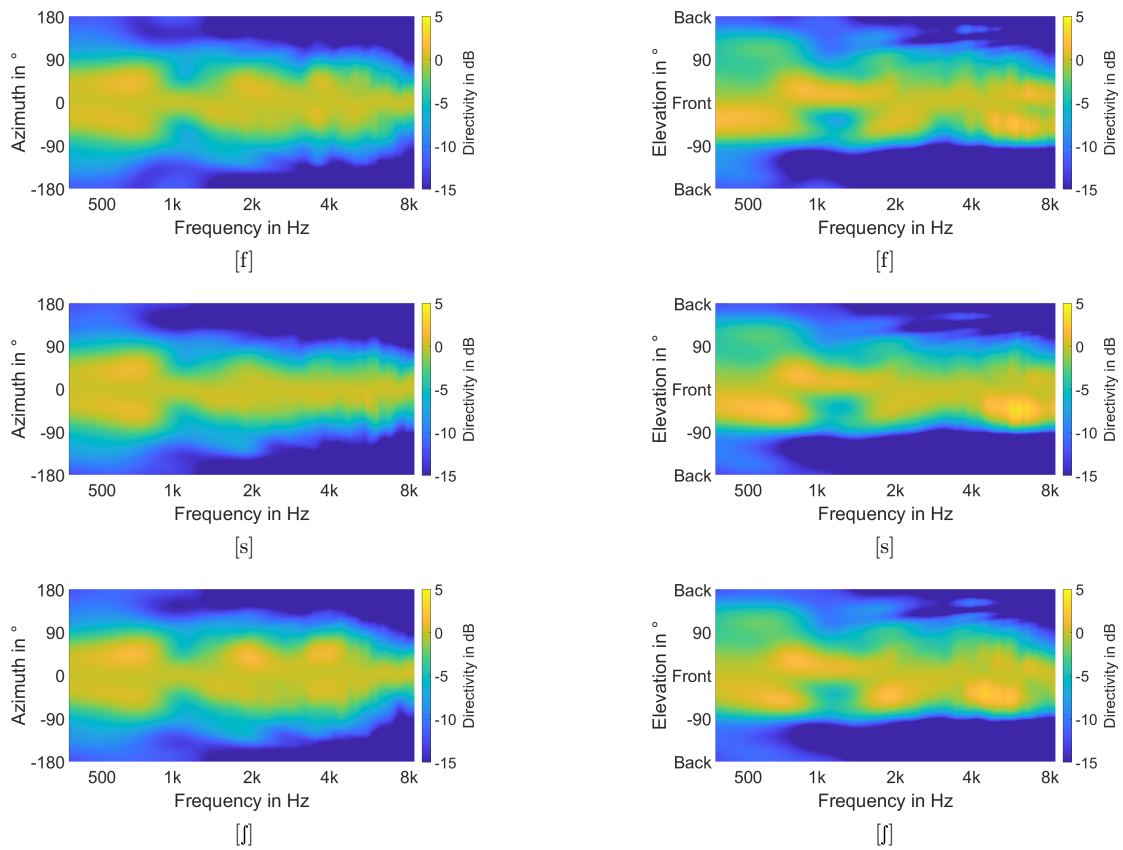 180
90
0
-90
-180
Azimuth in °
500 1k 2k 4k 8k
Frequency in Hz
5
0
-5
-10
-15
Directivity in dB
[f]
Back
90
Front
-90
Back
Elevation in °
500 1k 2k 4k 8k
Frequency in Hz
5
0
-5
-10
-15
Directivity in dB
[f]
180
90
0
-90
-180
Azimuth in °
500 1k 2k 4k 8k
Frequency in Hz
5
0
-5
-10
-15
Directivity in dB
[s]
Back
90
Front
-90
Back
Elevation in °
500 1k 2k 4k 8k
Frequency in Hz
5
0
-5
-10
-15
Directivity in dB
[s]
180
90
0
-90
-180
Azimuth in °
500 1k 2k 4k 8k
Frequency in Hz
5
0
-5
-10
-15
Directivity in dB
[ʃ]
Back
90
Front
-90
Back
Elevation in °
500 1k 2k 4k 8k
Frequency in Hz
5
0
-5
-10
-15
Directivity in dB
[ʃ]